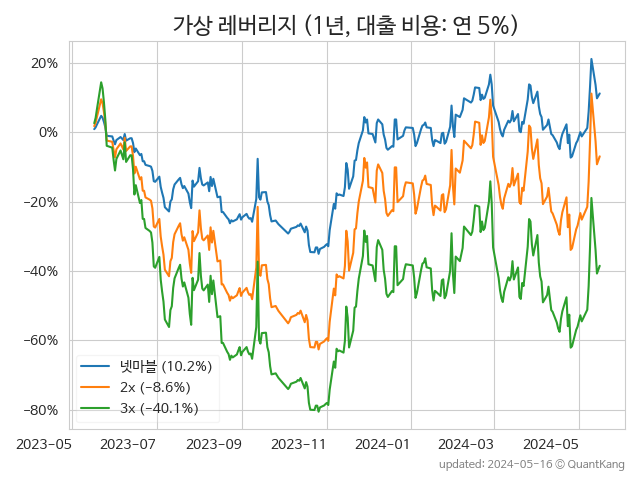 가상 레버리지 (1년, 대출 비용: 연 5%)
20%
0%
−20%
−40%
−60%
−80%
넷마블 (10.2%)
2x (−8.6%)
3x (−40.1%)
2023−05 2023−07 2023−09 2023−11 2024−01 2024−03 2024−05
updated: 2024-05-16 © QuantKang